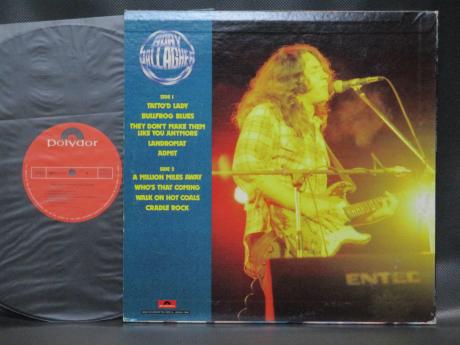 polydor
RORY
GALLAGHER
SIDE 1
TATTO'D LADY
BULLFROG BLUES
THEY DON'T MAKE THEM
LIKE YOU ANYMORE
LANDROMAT
ADMIT
SIDE 2
A MILLION MILES AWAY
WHO'S THAT COMING
WALK ON HOT COALS
CRADLE ROCK
ENTEC